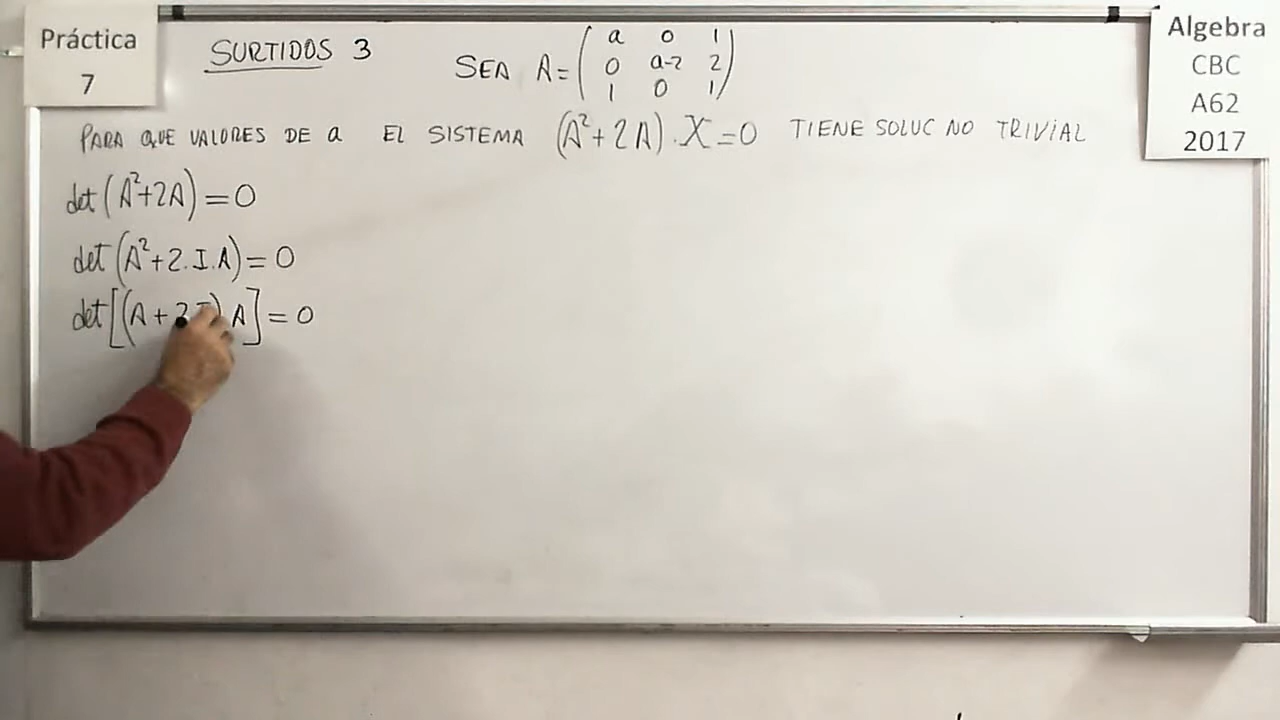 Práctica
7
SURTIDOS 3
SEA A = ( a 0 1
0 a-2 2
1 0 1 )
Algebra
CBC
A62
2017
PARA QUE VALORES DE a EL SISTEMA (A²+2A).X=0 TIENE SOLUC NO TRIVIAL
det(A²+2A)=0
det(A²+2.I.A)=0
det[(A+2I) A]=0